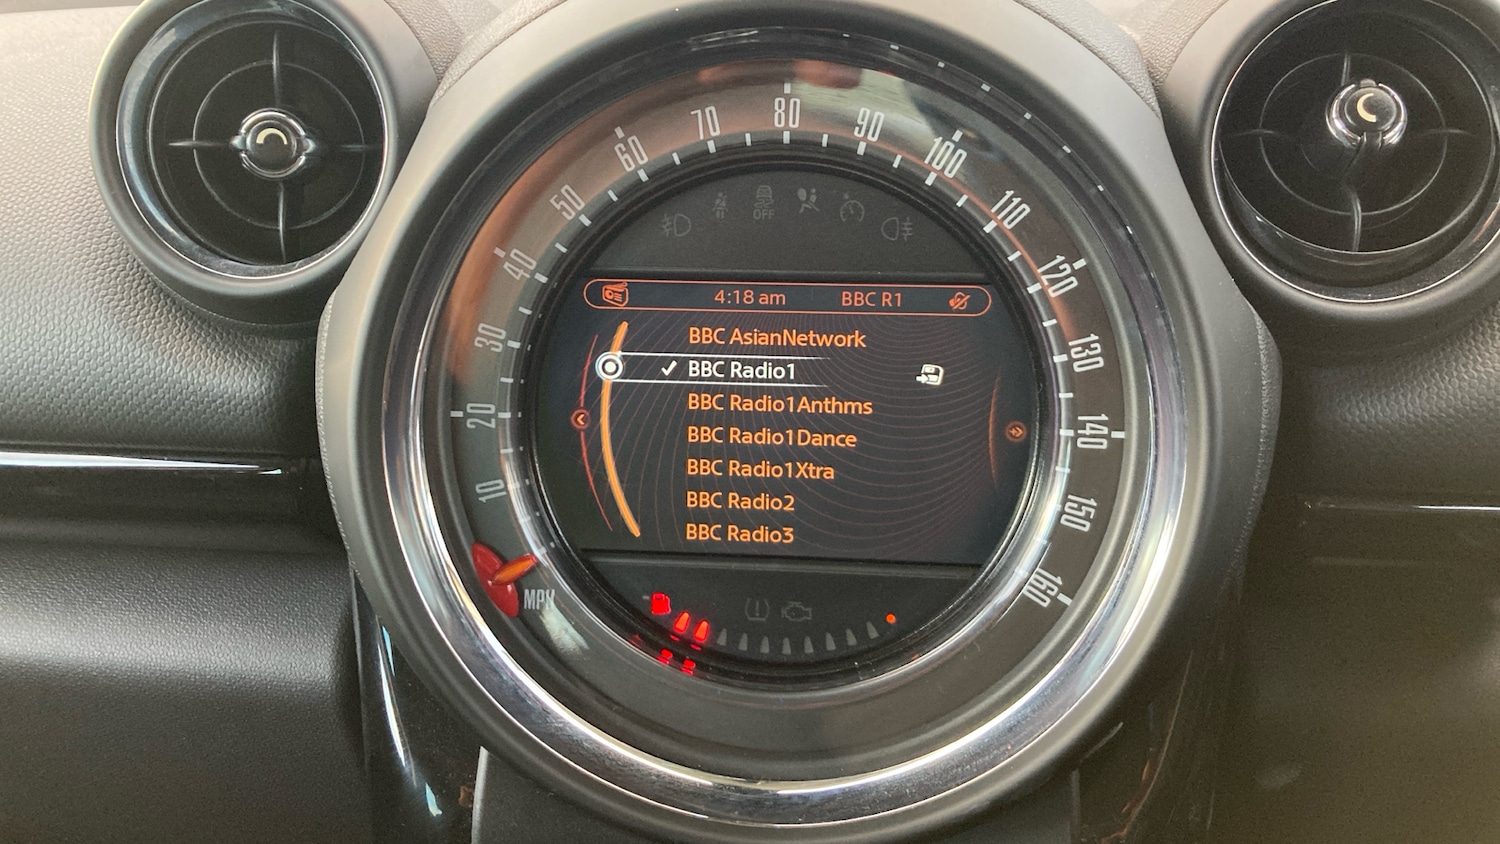 80
70
90
60
100
50
110
40
120
30
130
20
140
10
150
160
MPH
OFF
4:18 am BBC R1
BBC AsianNetwork
BBC Radio1
BBC Radio1Anthms
BBC Radio1Dance
BBC Radio1Xtra
BBC Radio2
BBC Radio3